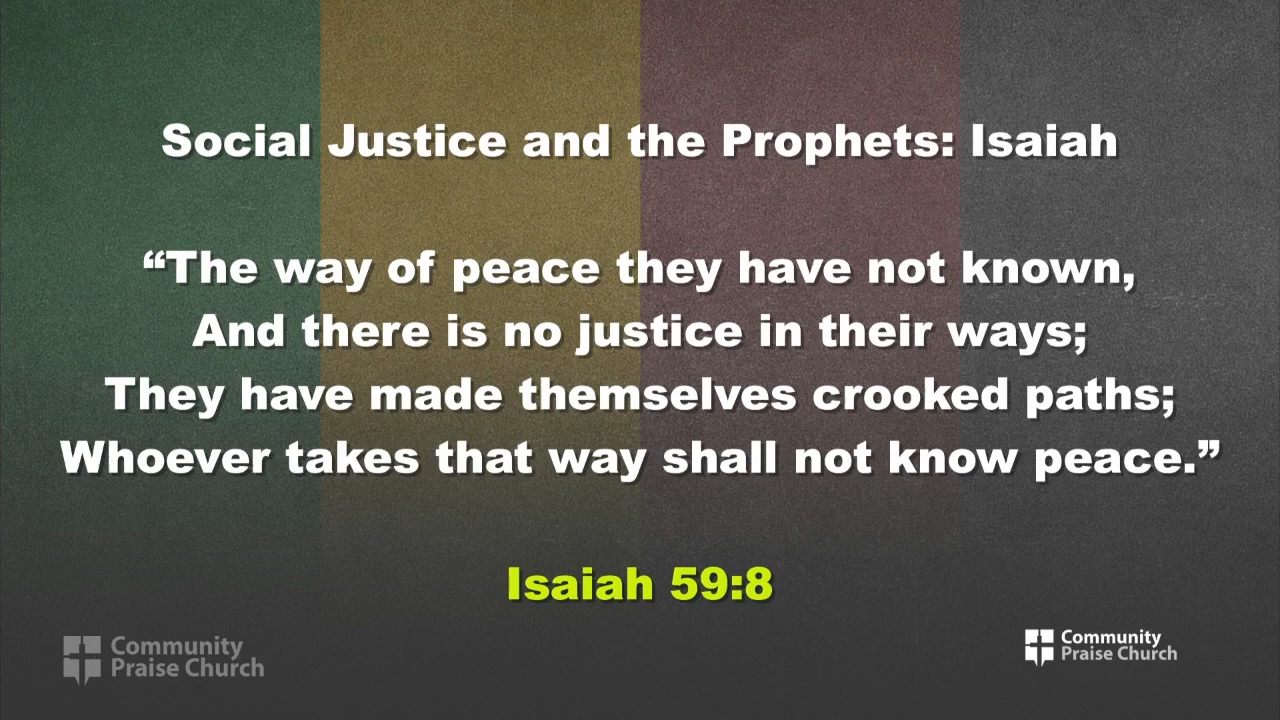 Social Justice and the Prophets: Isaiah
“The way of peace they have not known,
And there is no justice in their ways;
They have made themselves crooked paths;
Whoever takes that way shall not know peace.”
Isaiah 59:8
Community
Praise Church
Community
Praise Church